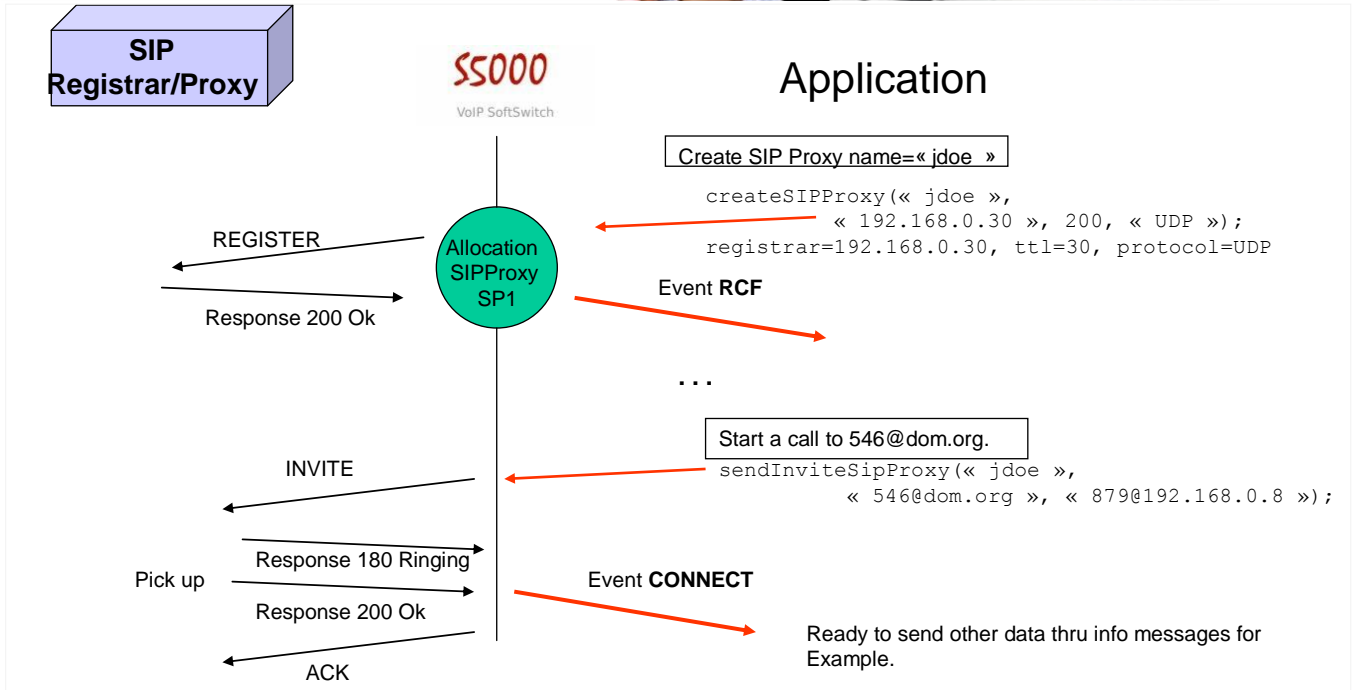 SIP
Registrar/Proxy
S5000
VoIP SoftSwitch
Application
Create SIP Proxy name=« jdoe »
createSIPProxy(« jdoe »,
« 192.168.0.30 », 200, « UDP »);
registrar=192.168.0.30, ttl=30, protocol=UDP
REGISTER
Allocation
SIPProxy
SP1
Event RCF
Response 200 Ok
...
Start a call to 546@dom.org.
sendInviteSipProxy(« jdoe »,
« 546@dom.org », « 879@192.168.0.8 »);
INVITE
Response 180 Ringing
Pick up
Event CONNECT
Response 200 Ok
Ready to send other data thru info messages for
Example.
ACK